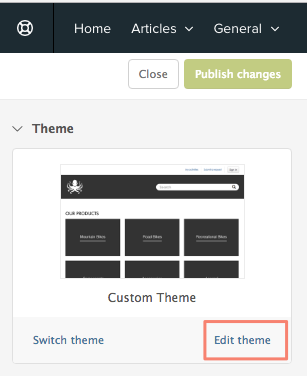 Home Articles General
Close Publish changes
Theme
OUR PRODUCTS
Mountain Bikes Road Bikes Recreational Bikes
Custom Theme
Switch theme Edit theme